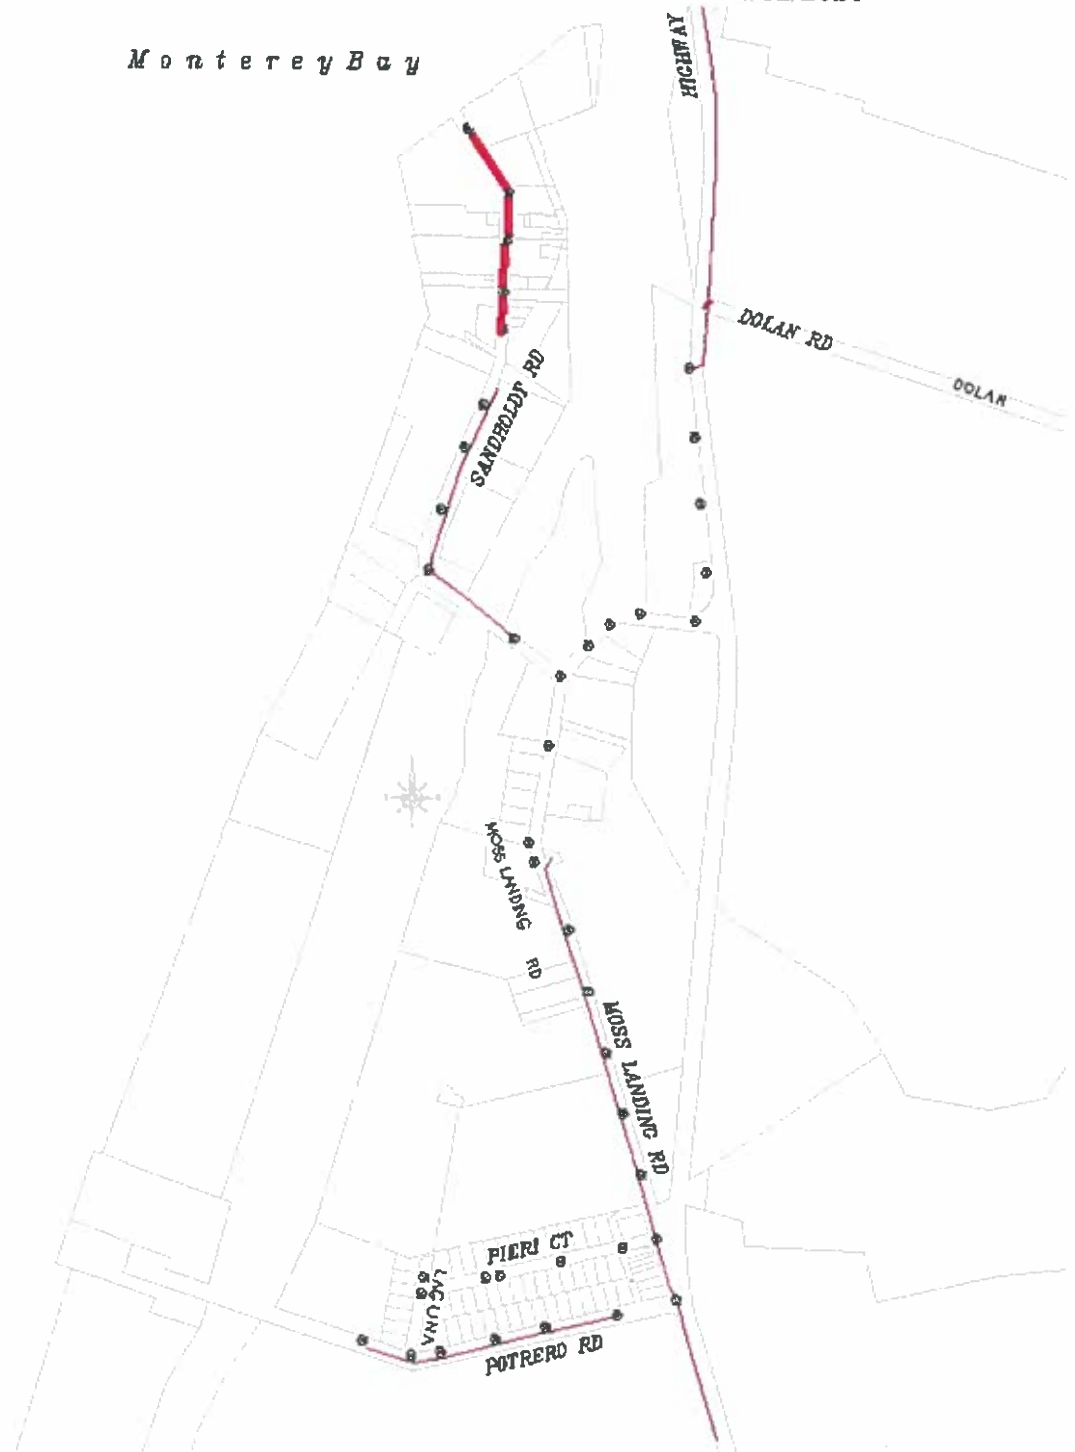 Monterey Bay
HIGHWAY
DOLAN RD
DOLAN
SANDHOLDT RD
MOSS LANDING RD
MOSS LANDING RD
PIERI CT
LAGUNA
POTRERO RD